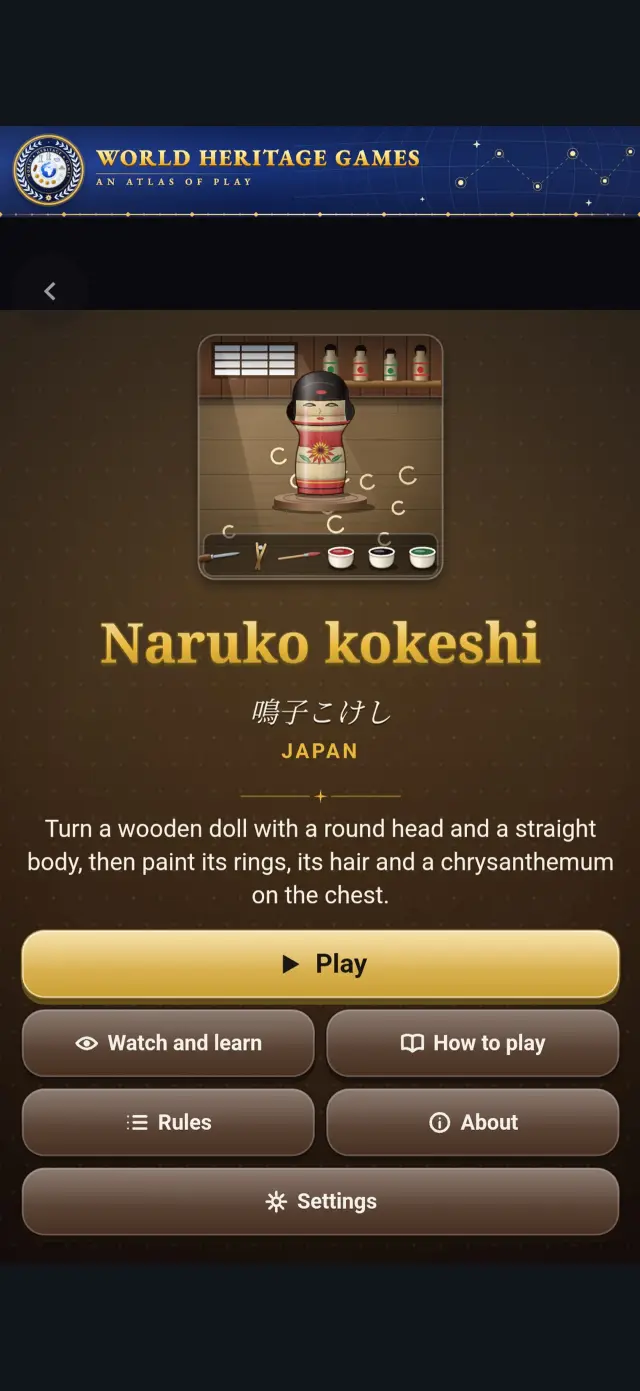 WORLD HERITAGE GAMES
AN ATLAS OF PLAY
Naruko kokeshi
鳴子こけし
JAPAN
Turn a wooden doll with a round head and a straight
body, then paint its rings, its hair and a chrysanthemum
on the chest.
Play
Watch and learn
How to play
Rules
About
Settings